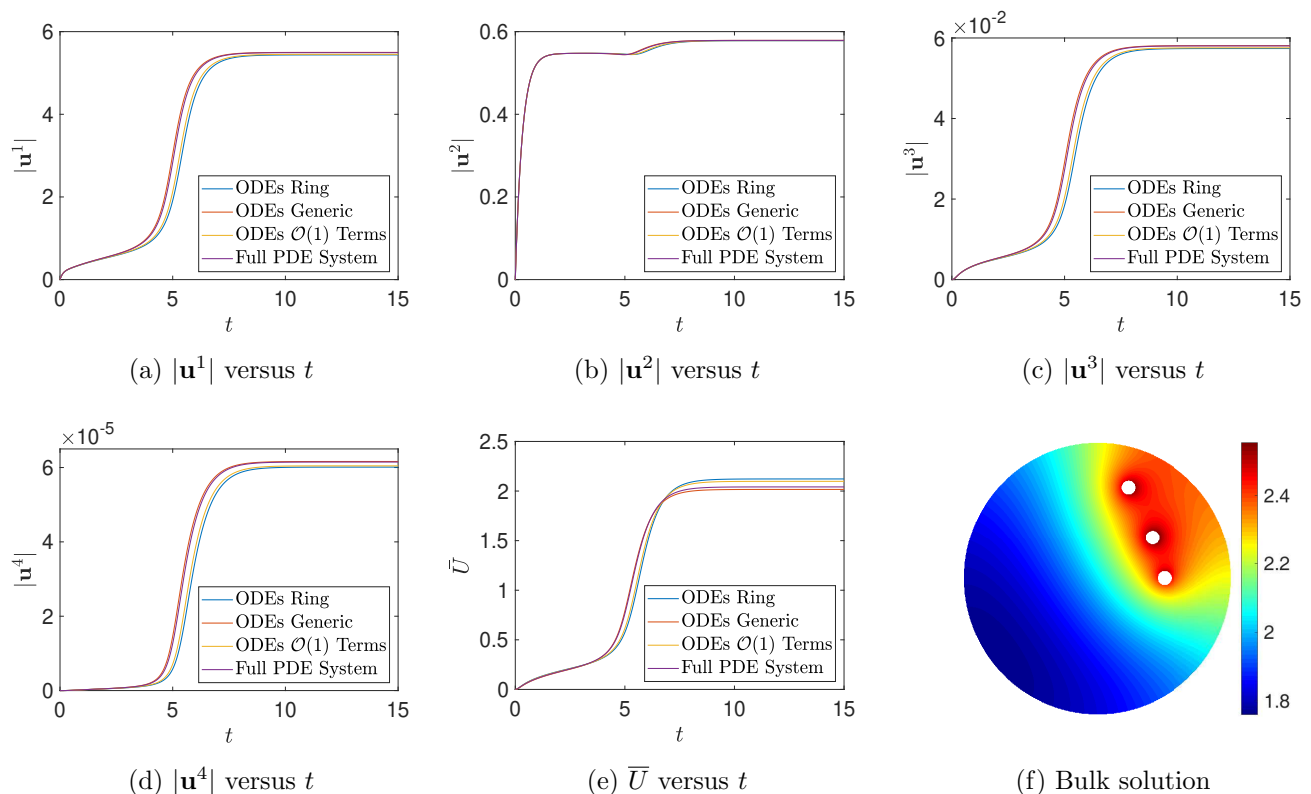 6
4
2
0
0 5 10 15
|u¹|
t
ODEs Ring
ODEs Generic
ODEs 𝒪(1) Terms
Full PDE System
(a) |u¹| versus t
0.6
0.4
0.2
0
0 5 10 15
|u²|
t
ODEs Ring
ODEs Generic
ODEs 𝒪(1) Terms
Full PDE System
(b) |u²| versus t
×10⁻²
6
4
2
0
0 5 10 15
|u³|
t
ODEs Ring
ODEs Generic
ODEs 𝒪(1) Terms
Full PDE System
(c) |u³| versus t
×10⁻⁵
6
4
2
0
0 5 10 15
|u⁴|
t
ODEs Ring
ODEs Generic
ODEs 𝒪(1) Terms
Full PDE System
(d) |u⁴| versus t
2.5
2
1.5
1
0.5
0
0 5 10 15
U̅
t
ODEs Ring
ODEs Generic
ODEs 𝒪(1) Terms
Full PDE System
(e) U̅ versus t
2.4
2.2
2
1.8
(f) Bulk solution